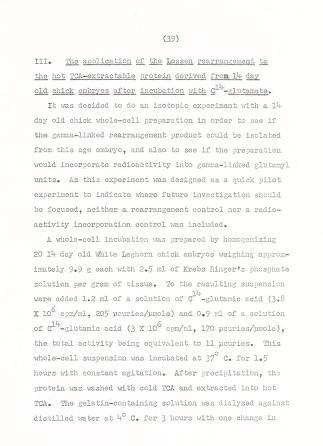 (39)
III. The application of the Lossen rearrangement to
the hot TCA-extractable protein derived from 14 day
old chick embryos after incubation with C14-glutamate.
It was decided to do an isotopic experiment with a 14
day old chick whole-cell preparation in order to see if
the gamma-linked rearrangement product could be isolated
from this age embryo, and also to see if the preparation
would incorporate radioactivity into gamma-linked glutamyl
units. As this experiment was designed as a quick pilot
experiment to indicate where future investigation should
be focused, neither a rearrangement control nor a radio-
activity incorporation control was included.
A whole-cell incubation was prepared by homogenizing
20 14 day old White Leghorn chick embryos weighing approx-
imately 9.9 g each with 2.5 ml of Krebs Ringer's phosphate
solution per gram of tissue. To the resulting suspension
were added 1.2 ml of a solution of C14-glutamic acid (3.8
X 10^6 cpm/ml, 205 μcuries/μmole) and 0.9 ml of a solution
of C14-glutamic acid (3 X 10^6 cpm/ml, 170 μcuries/μmole),
the total activity being equivalent to 11 μcuries. This
whole-cell suspension was incubated at 37° C. for 1.5
hours with constant agitation. After precipitation, the
protein was washed with cold TCA and extracted into hot
TCA. The gelatin-containing solution was dialyzed against
distilled water at 4° C. for 3 hours with one change in